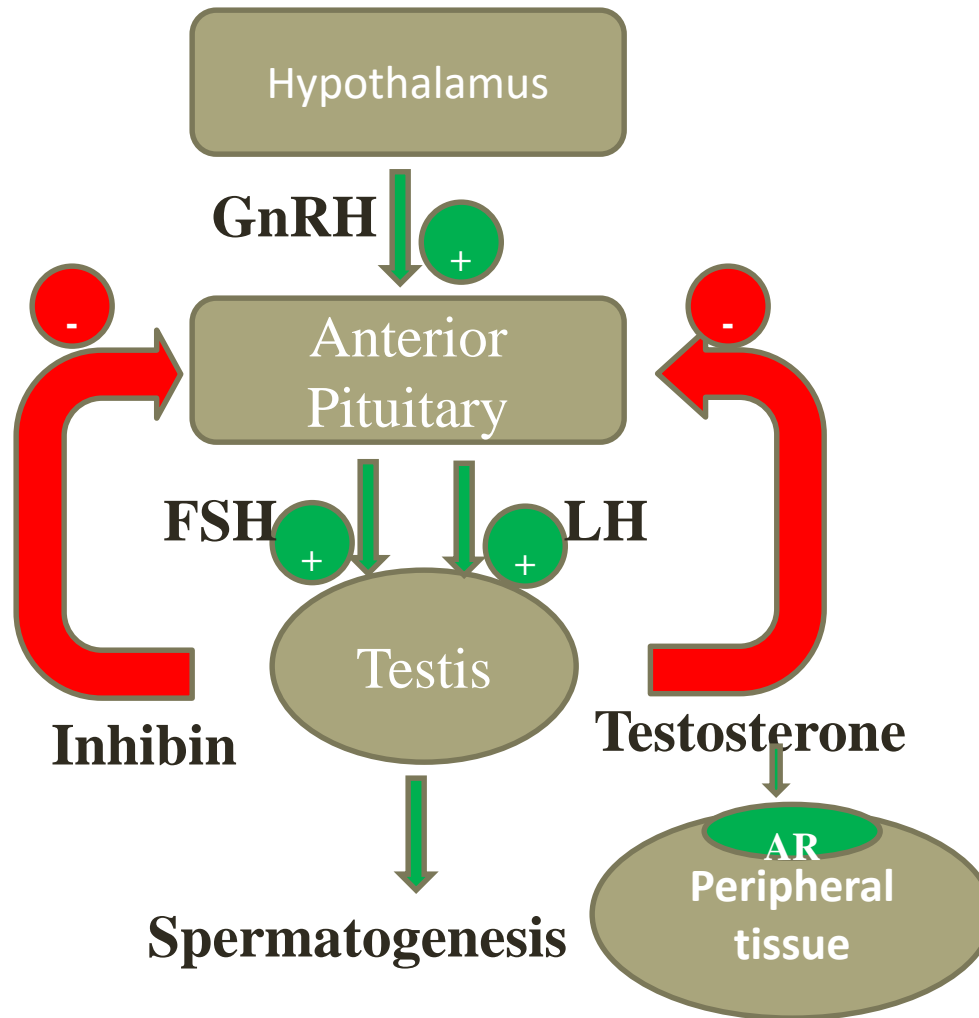 Hypothalamus
GnRH
+
-
-
Anterior
Pituitary
FSH
LH
+
+
Testis
Inhibin
Testosterone
AR
Peripheral
tissue
Spermatogenesis